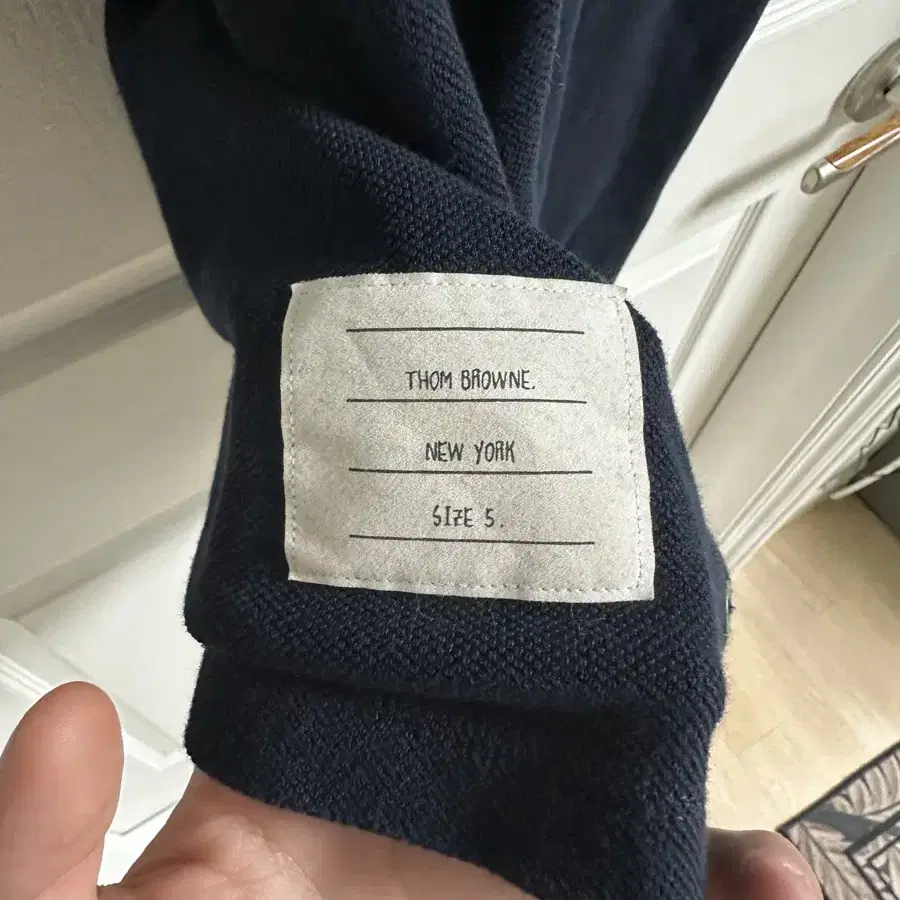 THOM BROWNE.
NEW YORK
SIZE 5.